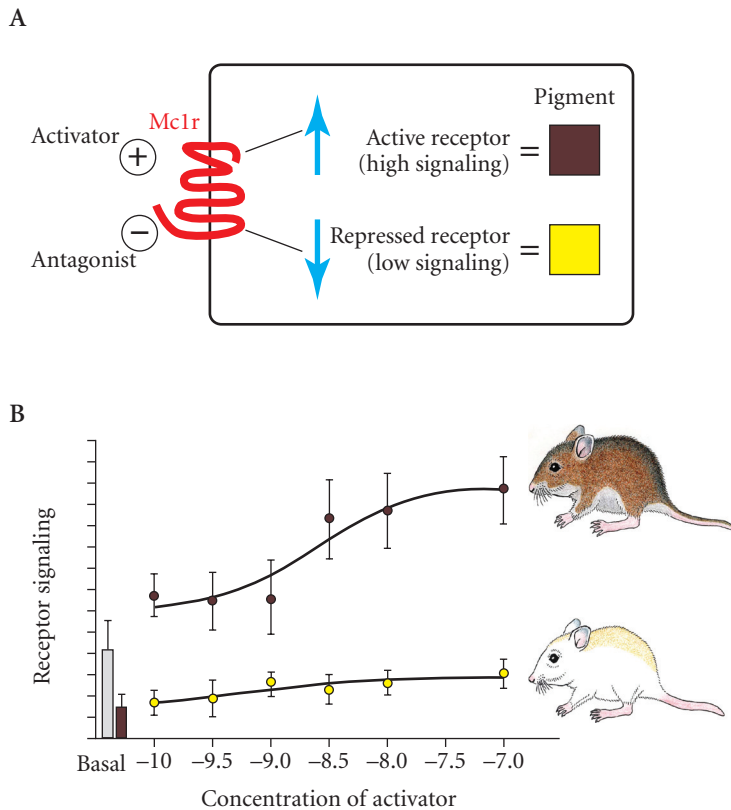 A
Pigment
Mc1r
Activator
+
Active receptor
(high signaling)
=
−
Antagonist
Repressed receptor
(low signaling)
=
B
Receptor signaling
Basal
−10
−9.5
−9.0
−8.5
−8.0
−7.5
−7.0
Concentration of activator